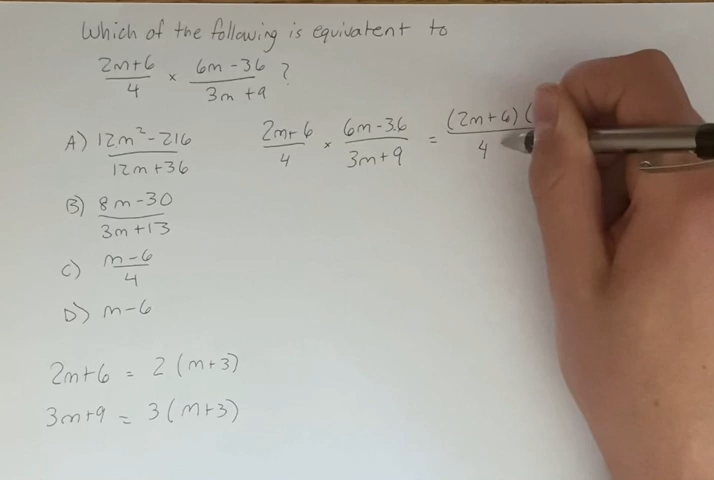 Which of the following is equivalent to
2m+6/4 × 6m-36/3m+9 ?
A) 12m²-216/12m+36
B) 8m-30/3m+13
C) m-6/4
D) m-6
2m+6/4 × 6m-36/3m+9 = (2m+6)(/4
2m+6 = 2(m+3)
3m+9 = 3(m+3)